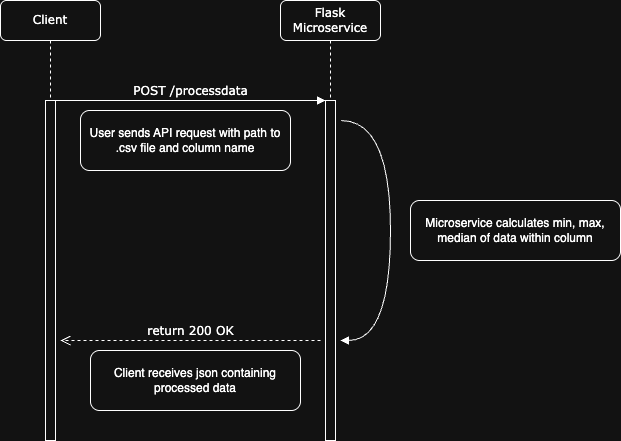 Client
Flask
Microservice
POST /processdata
User sends API request with path to
.csv file and column name
Microservice calculates min, max,
median of data within column
return 200 OK
Client receives json containing
processed data